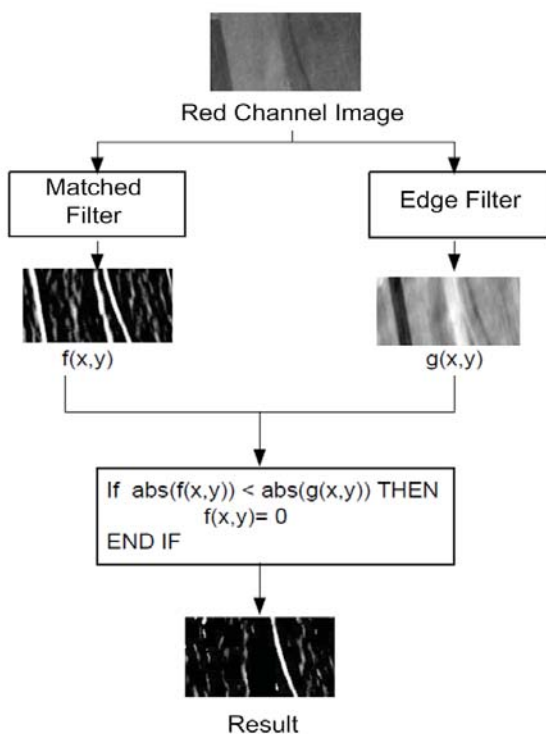 Red Channel Image
Matched
Filter
Edge Filter
f(x,y)
g(x,y)
If abs(f(x,y)) < abs(g(x,y)) THEN
f(x,y)= 0
END IF
Result